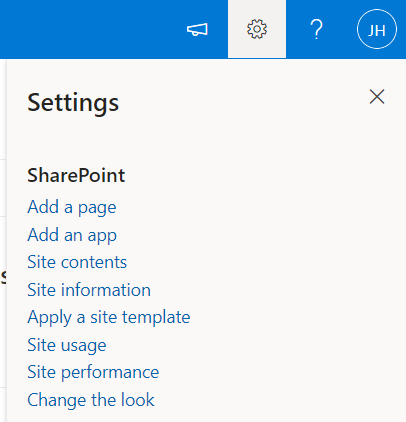 JH
Settings
SharePoint
Add a page
Add an app
Site contents
Site information
Apply a site template
Site usage
Site performance
Change the look